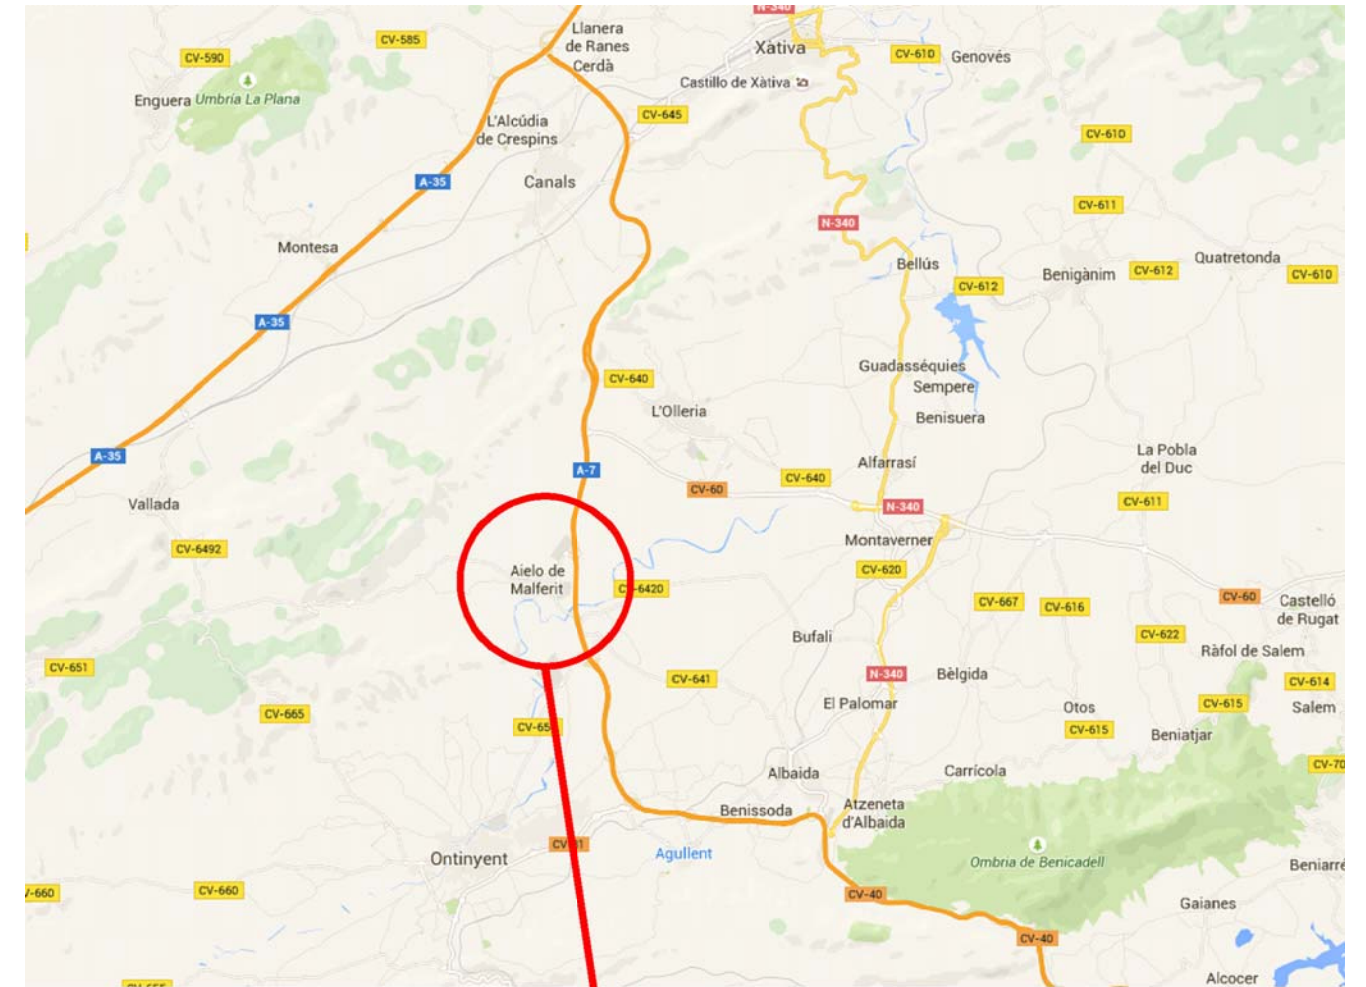 N-340
Llanera
de Ranes
Cerdà
CV-585
CV-590
Xàtiva
CV-610
Genovés
Castillo de Xàtiva
Enguera
Umbría La Plana
L'Alcúdia
de Crespins
CV-645
CV-610
A-35
Canals
CV-611
N-340
Montesa
Bellús
Quatretonda
Benigànim
CV-612
CV-610
CV-612
A-35
Guadasséquies
Sempere
CV-640
L'Olleria
Benisuera
A-35
La Pobla
del Duc
Alfarrasí
A-7
CV-640
CV-60
Vallada
N-340
CV-611
Montaverner
CV-6492
Aielo de
Malferit
CV-620
CV-6420
CV-60
Castelló
de Rugat
CV-667
CV-616
Bufali
CV-622
Ràfol de Salem
CV-651
CV-641
N-340
Bèlgida
CV-614
El Palomar
Otos
CV-615
Salem
CV-665
CV-615
Beniatjar
Albaida
Carrícola
Benissoda
Atzeneta
d'Albaida
Ontinyent
Agullent
Ombria de Benicadell
CV-660
CV-40
Gaianes
CV-40
Alcocer